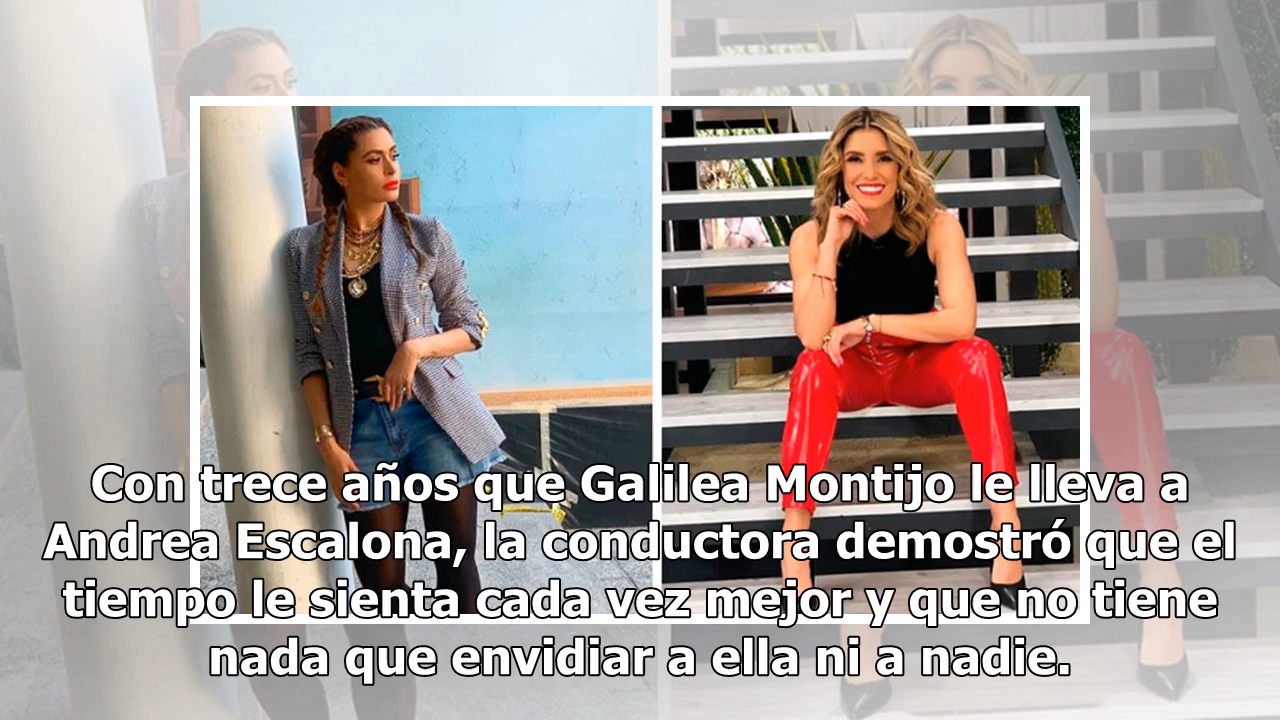 Con trece años que Galilea Montijo le lleva a
Andrea Escalona, la conductora demostró que el
tiempo le sienta cada vez mejor y que no tiene
nada que envidiar a ella ni a nadie.